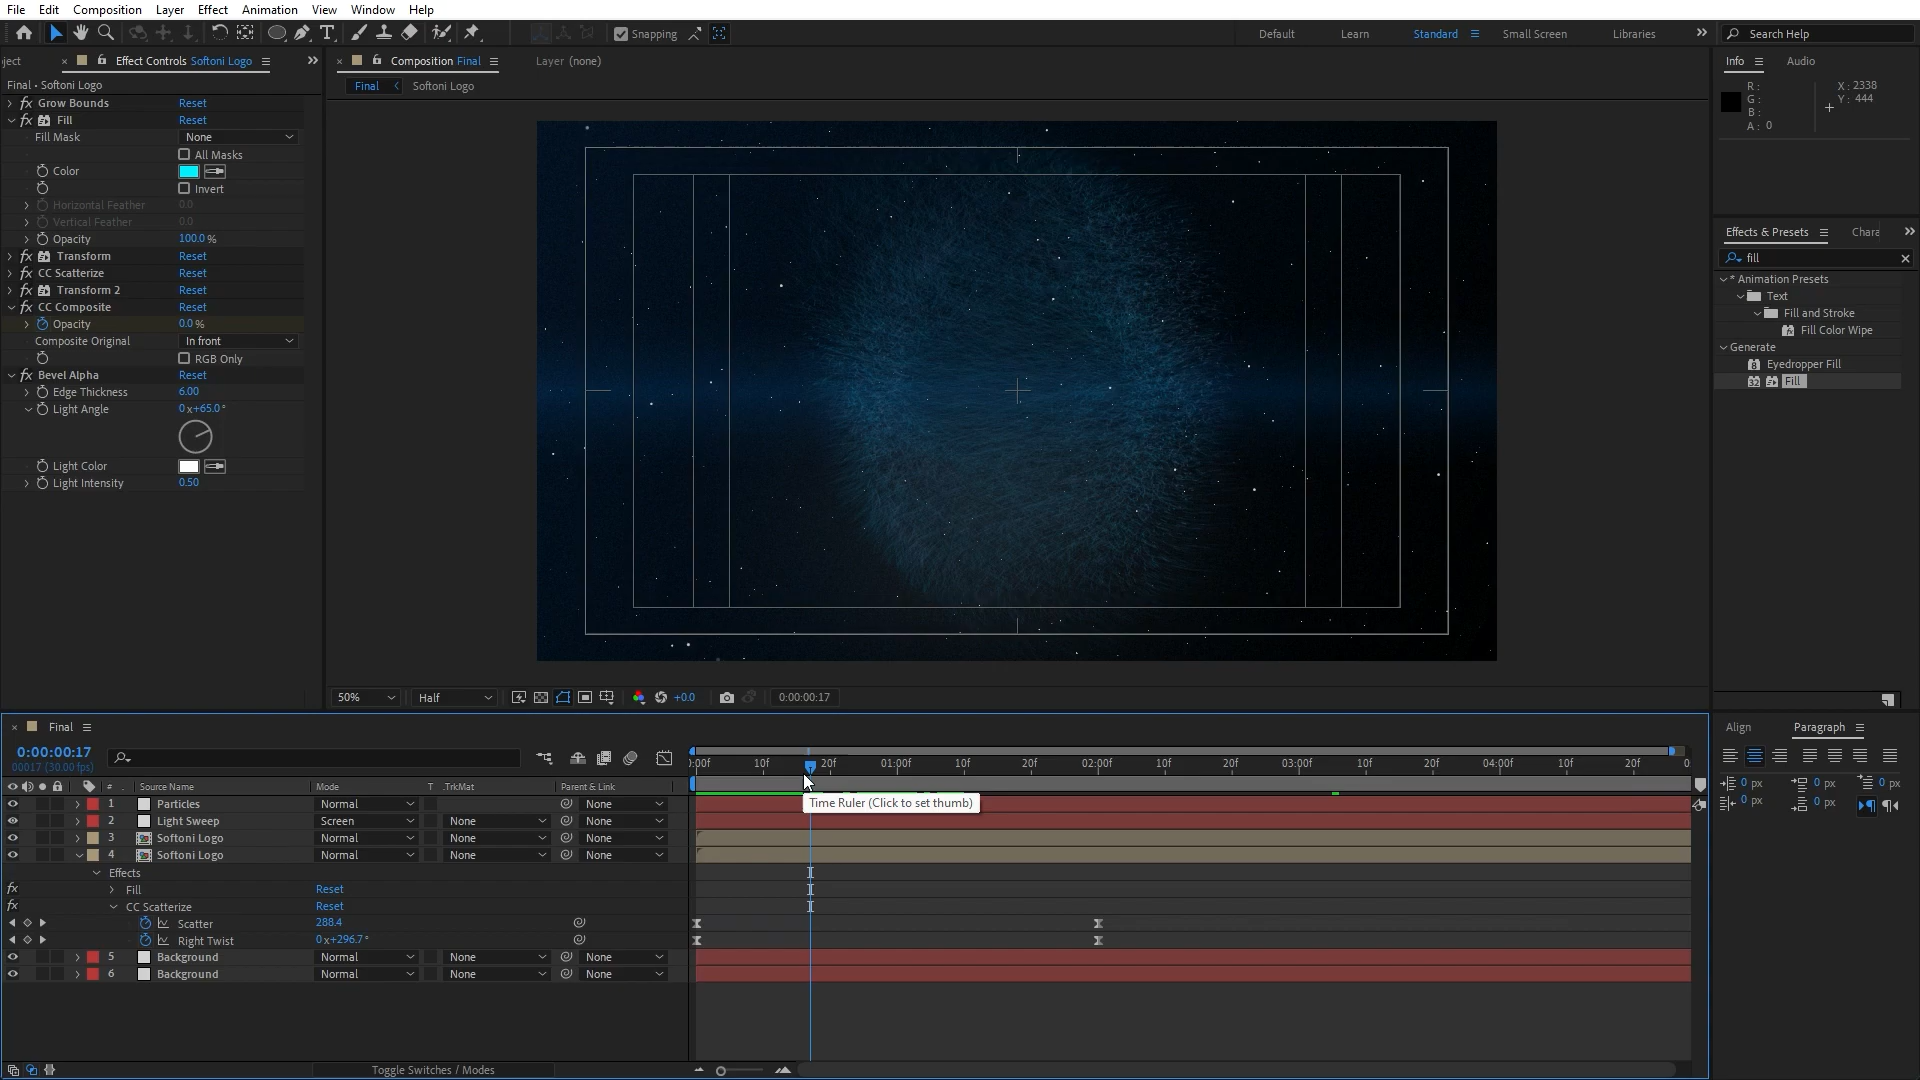 File Edit Composition Layer Effect Animation View Window Help
Snapping Default Learn Standard Small Screen Libraries Search Help
ject Effect Controls Softoni Logo Composition Final Layer (none) Info Audio
Final • Softoni Logo Final Softoni Logo
R : X : 2338
G : Y : 444
B :
A : 0
Grow Bounds Reset
Fill Reset
Fill Mask None
All Masks
Color
Invert
Horizontal Feather 0.0
Vertical Feather 0.0
Opacity 100.0 %
Transform Reset
CC Scatterize Reset
Transform 2 Reset
CC Composite Reset
Opacity 0.0 %
Composite Original In front
RGB Only
Bevel Alpha Reset
Edge Thickness 6.00
Light Angle 0 x+65.0 °
Light Color
Light Intensity 0.50
Effects & Presets Chara
fill
* Animation Presets
Text
Fill and Stroke
Fill Color Wipe
Generate
Eyedropper Fill
Fill
50% Half +0.0 0:00:00:17
Final
0:00:00:17
00017 (30.00 fps)
):00f 10f 20f 01:00f 10f 20f 02:00f 10f 20f 03:00f 10f 20f 04:00f 10f 20f 0
# Source Name Mode T .TrkMat Parent & Link
1 Particles Normal None
Time Ruler (Click to set thumb)
2 Light Sweep Screen None None
3 Softoni Logo Normal None None
4 Softoni Logo Normal None None
Effects
fx Fill Reset
fx CC Scatterize Reset
Scatter 288.4
Right Twist 0 x+296.7 °
5 Background Normal None None
6 Background Normal None None
Toggle Switches / Modes
Align Paragraph
0 px 0 px 0 px
0 px 0 px